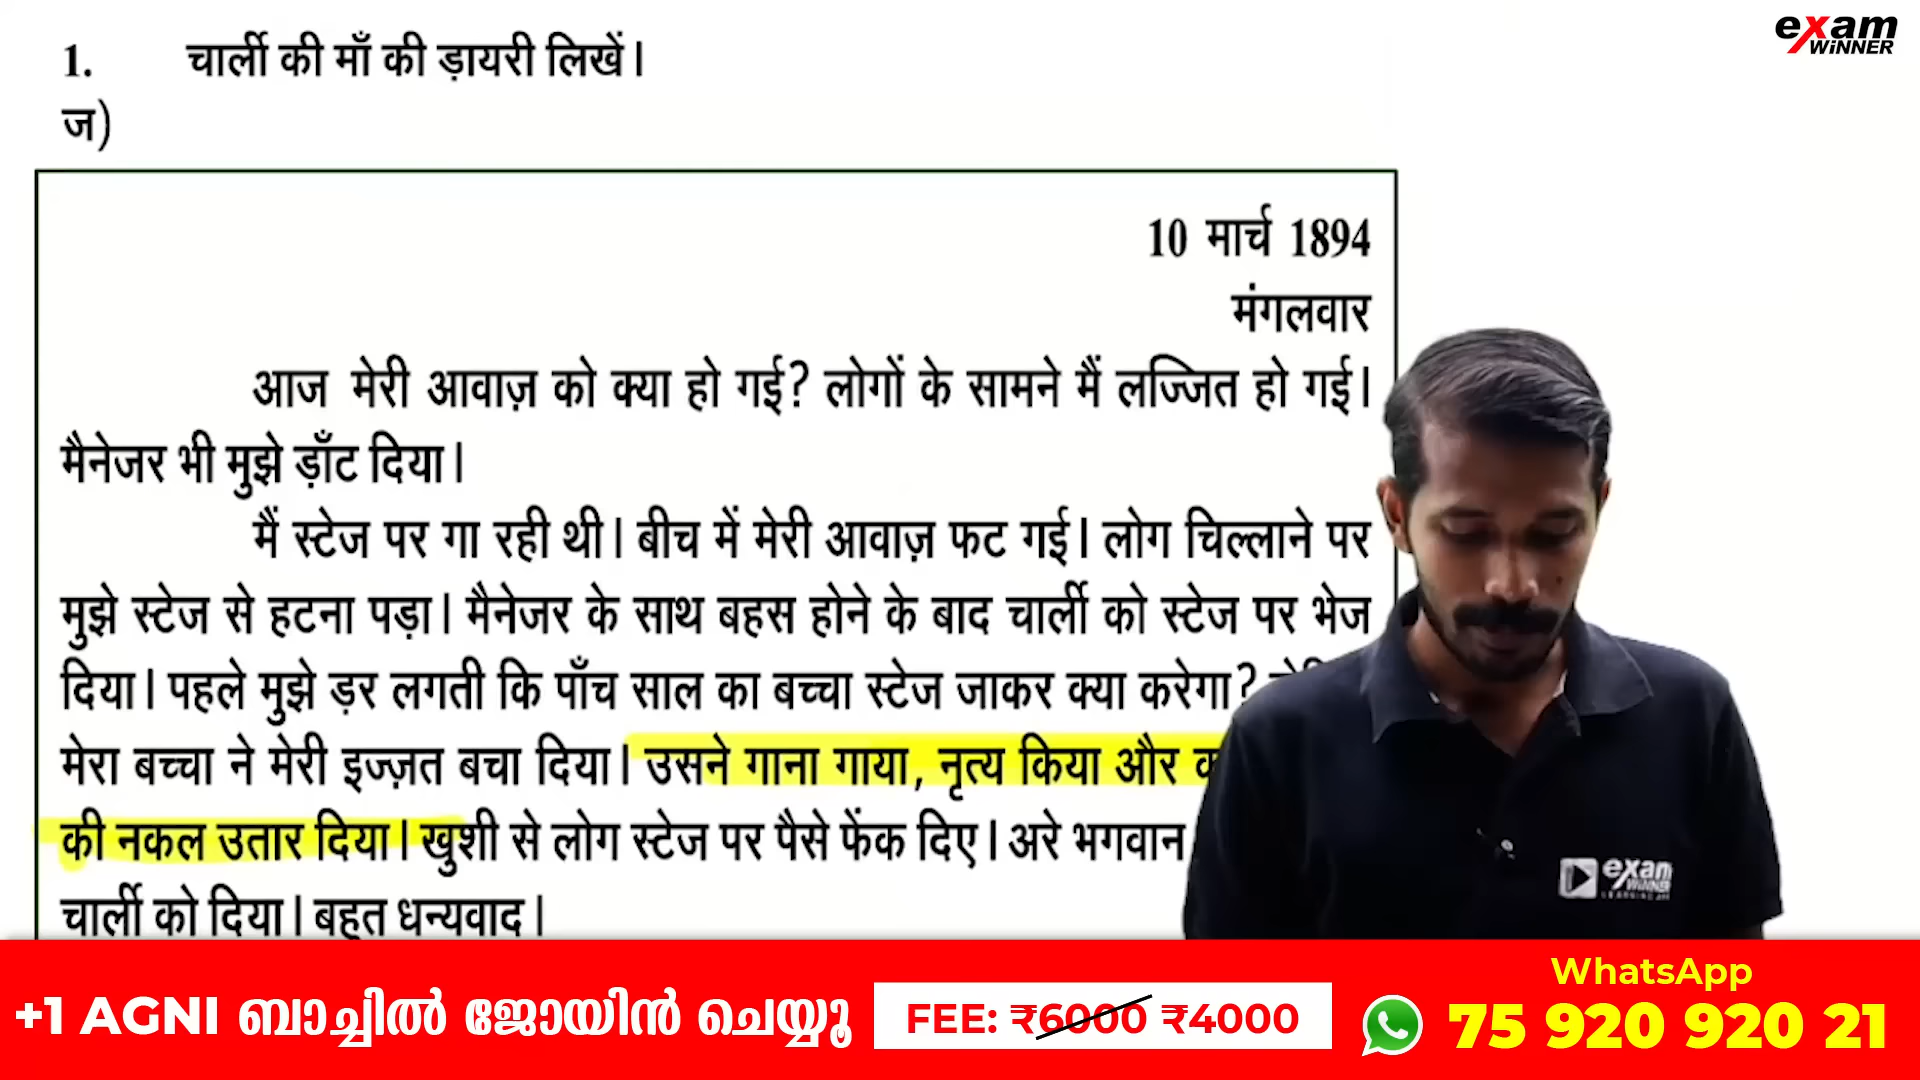 1. चार्ली की माँ की ड़ायरी लिखें।
ज)
10 मार्च 1894
मंगलवार
आज मेरी आवाज़ को क्या हो गई? लोगों के सामने मैं लज्जित हो गई।
मैनेजर भी मुझे ड़ाँट दिया।
मैं स्टेज पर गा रही थी। बीच में मेरी आवाज़ फट गई। लोग चिल्लाने पर
मुझे स्टेज से हटना पड़ा। मैनेजर के साथ बहस होने के बाद चार्ली को स्टेज पर भेज
दिया। पहले मुझे ड़र लगती कि पाँच साल का बच्चा स्टेज जाकर क्या करेगा?
मेरा बच्चा ने मेरी इज्ज़त बचा दिया। उसने गाना गाया, नृत्य किया और
की नकल उतार दिया। खुशी से लोग स्टेज पर पैसे फेंक दिए। अरे भगवान
चार्ली को दिया। बहुत धन्यवाद।
exam
WiNNER
exam
WiNNER
+1 AGNI ബാച്ചിൽ ജോയിൻ ചെയ്യൂ
FEE: ₹6000 ₹4000
WhatsApp
75 920 920 21